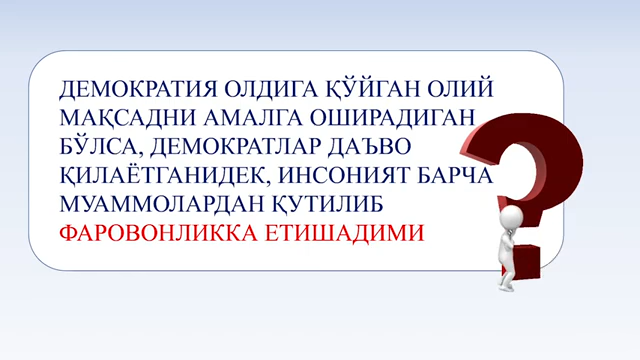 ДЕМОКРАТИЯ ОЛДИГА ҚЎЙГАН ОЛИЙ
МАҚСАДНИ АМАЛГА ОШИРАДИГАН
БЎЛСА, ДЕМОКРАТЛАР ДАЪВО
ҚИЛАЁТГАНИДЕК, ИНСОНИЯТ БАРЧА
МУАММОЛАРДАН ҚУТИЛИБ
ФАРОВОНЛИККА ЕТИШАДИМИ
?